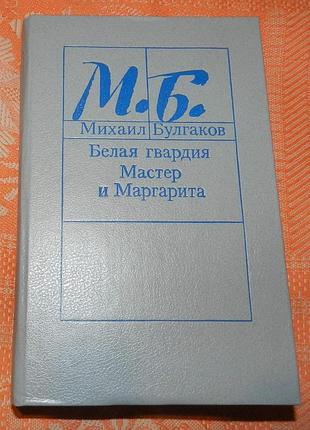 М.Б.
Михаил Булгаков
Белая гвардия
Мастер
и Маргарита